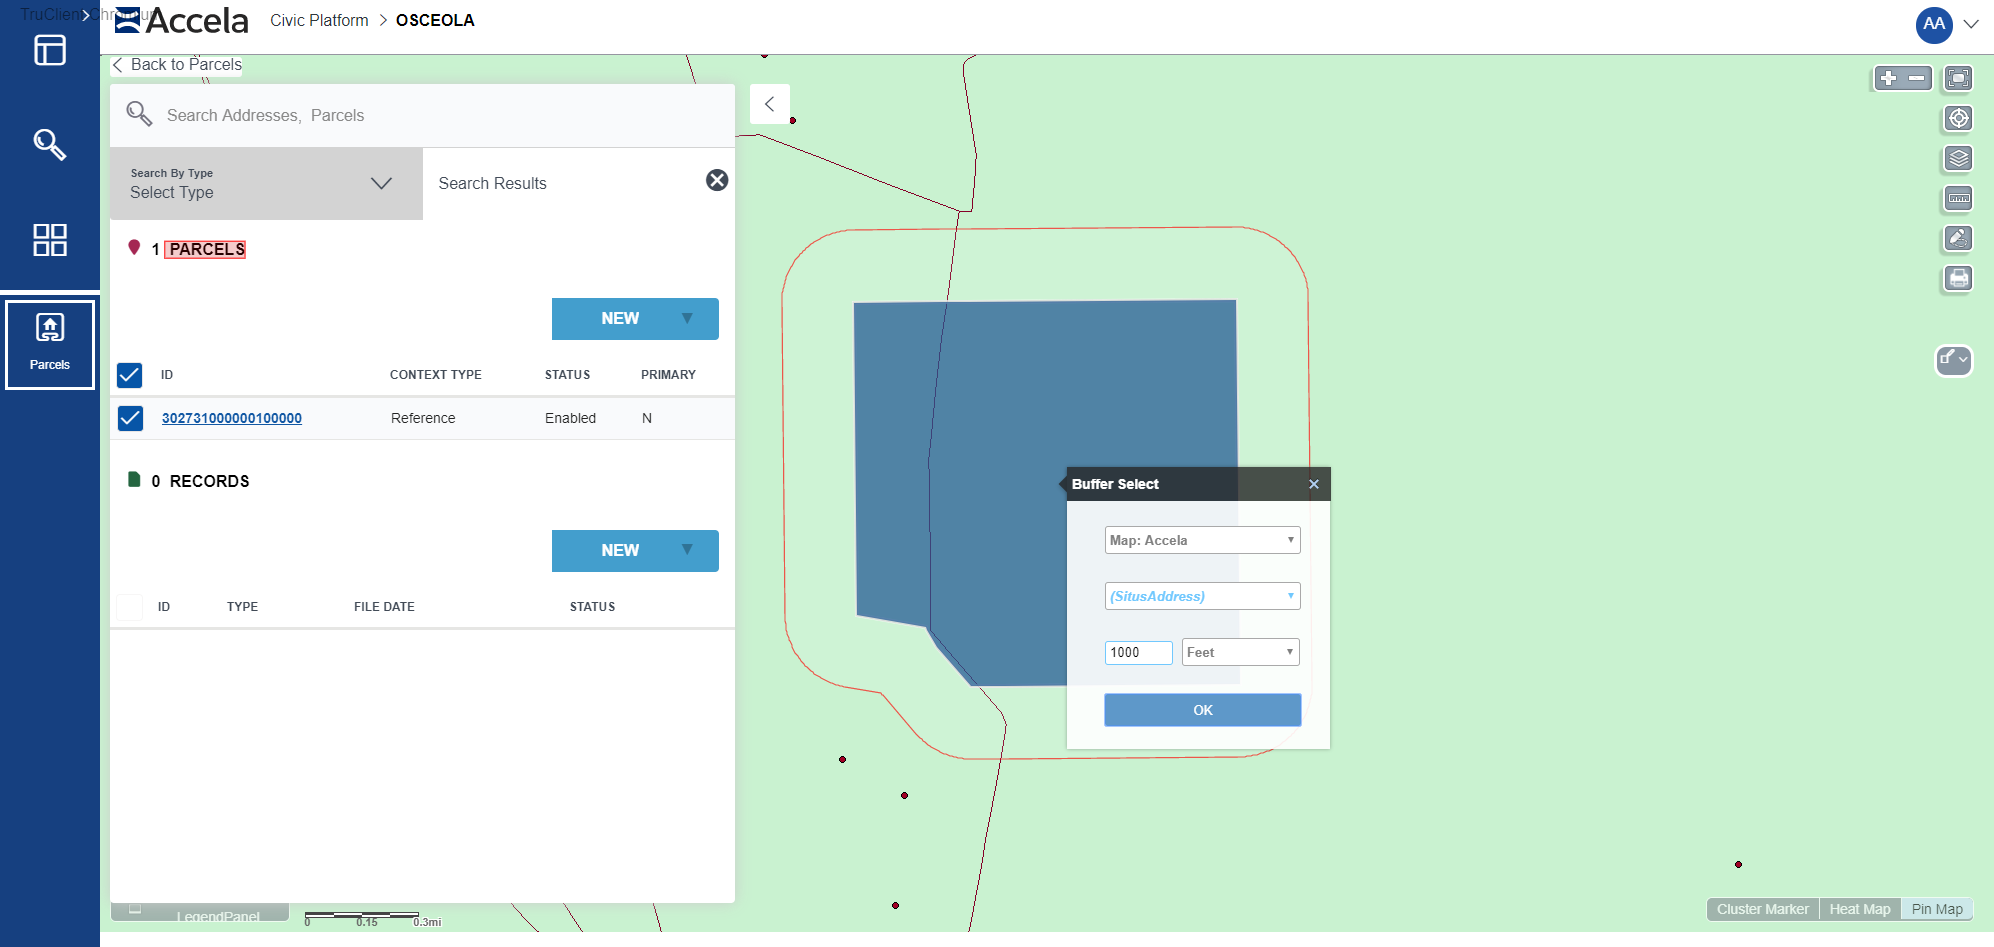 TruClient Chromium
Accela
Civic Platform > OSCEOLA
AA
Back to Parcels
Search Addresses, Parcels
Search By Type
Select Type
Search Results
1 PARCELS
NEW
ID CONTEXT TYPE STATUS PRIMARY
302731000000100000 Reference Enabled N
0 RECORDS
NEW
ID TYPE FILE DATE STATUS
Parcels
Buffer Select
Map: Accela
(SitusAddress)
1000 Feet
OK
LegendPanel
0 0.15 0.3mi
Cluster Marker Heat Map Pin Map